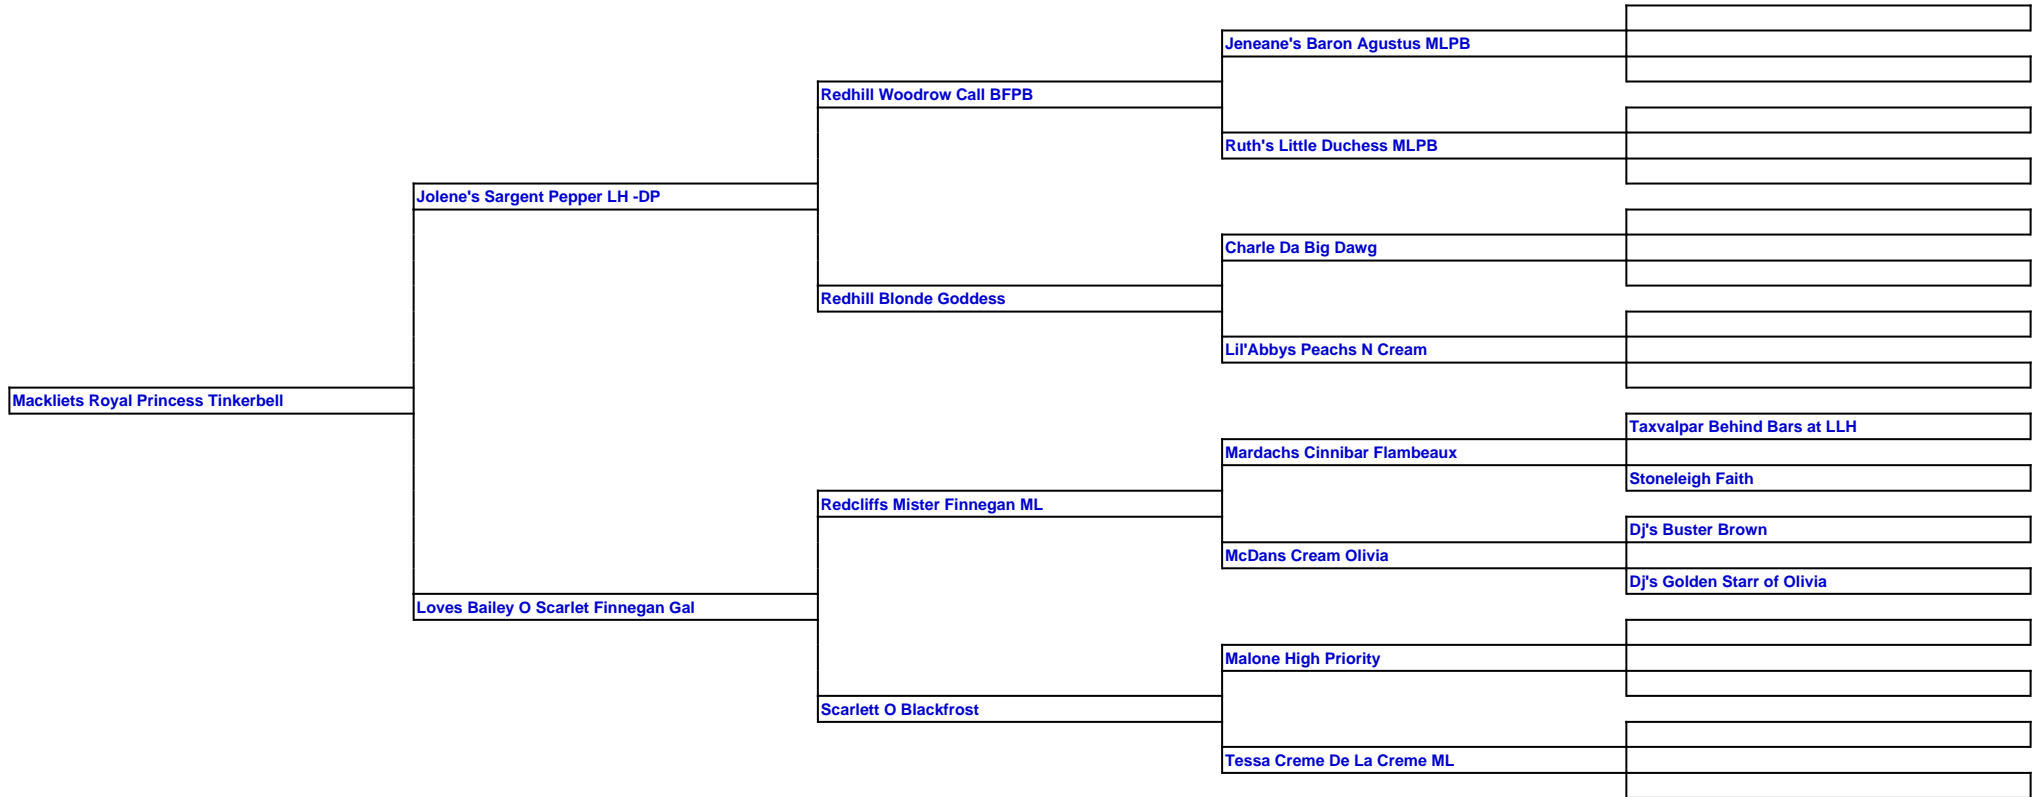 Jeneane's Baron Agustus MLPB
Redhill Woodrow Call BFPB
Ruth's Little Duchess MLPB
Jolene's Sargent Pepper LH -DP
Charle Da Big Dawg
Redhill Blonde Goddess
Lil'Abbys Peachs N Cream
Mackliets Royal Princess Tinkerbell
Taxvalpar Behind Bars at LLH
Mardachs Cinnibar Flambeaux
Stoneleigh Faith
Redcliffs Mister Finnegan ML
Dj's Buster Brown
McDans Cream Olivia
Dj's Golden Starr of Olivia
Loves Bailey O Scarlet Finnegan Gal
Malone High Priority
Scarlett O Blackfrost
Tessa Creme De La Creme ML